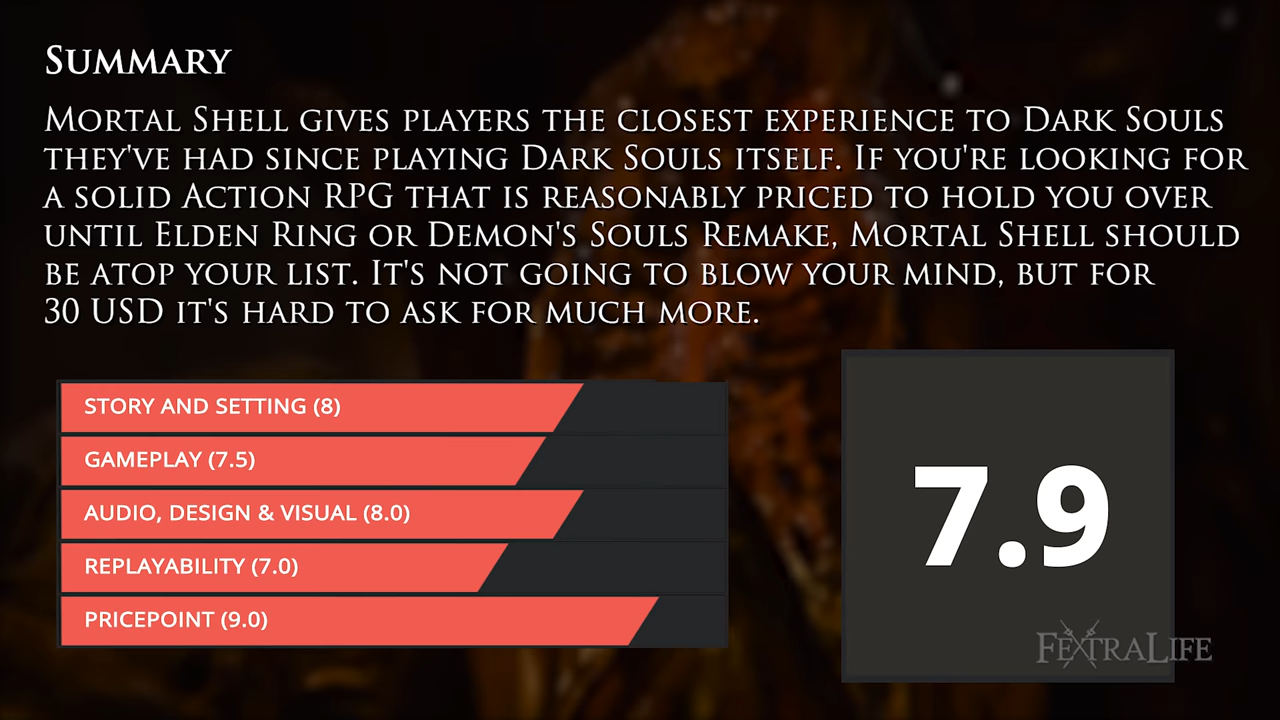 SUMMARY
MORTAL SHELL GIVES PLAYERS THE CLOSEST EXPERIENCE TO DARK SOULS
THEY'VE HAD SINCE PLAYING DARK SOULS ITSELF. IF YOU'RE LOOKING FOR
A SOLID ACTION RPG THAT IS REASONABLY PRICED TO HOLD YOU OVER
UNTIL ELDEN RING OR DEMON'S SOULS REMAKE, MORTAL SHELL SHOULD
BE ATOP YOUR LIST. IT'S NOT GOING TO BLOW YOUR MIND, BUT FOR
30 USD IT'S HARD TO ASK FOR MUCH MORE.
STORY AND SETTING (8)
GAMEPLAY (7.5)
AUDIO, DESIGN & VISUAL (8.0)
REPLAYABILITY (7.0)
PRICEPOINT (9.0)
7.9
FEXTRALIFE